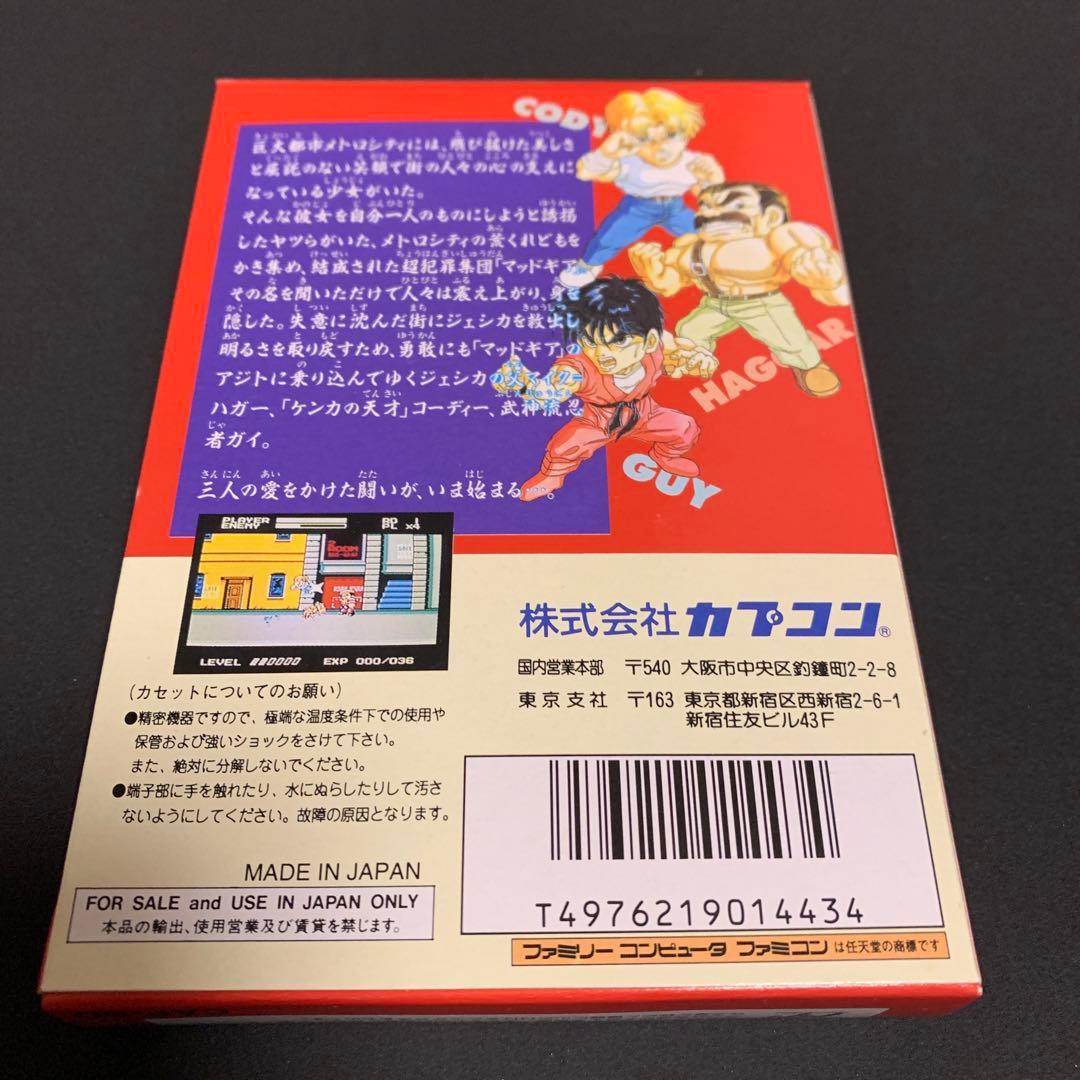 CODY
HAGGAR
GUY
巨大都市メトロシティには、飛び抜けた美しさ
と屈託のない笑顔で街の人々の心の支えに
なっている少女がいた。
そんな彼女を自分一人のものにしようと誘拐
したヤツらがいた、メトロシティの荒くれどもを
かき集め、結成された超犯罪集団「マッドギア」
その名を聞いただけで人々は震え上がり、身を
隠した。失意に沈んだ街にジェシカを救出し
明るさを取り戻すため、勇敢にも「マッドギア」の
アジトに乗り込んでゆくジェシカの父マイク
ハガー、「ケンカの天才」コーディー、武神流忍
者ガイ。
三人の愛をかけた闘いが、いま始まる…。
PLAYER
ENEMY
x4
ROOM
LEVEL
EXP 000/036
株式会社カプコン®
国内営業本部 〒540 大阪市中央区釣鐘町2-2-8
東京支社 〒163 東京都新宿区西新宿2-6-1
新宿住友ビル43F
(カセットについてのお願い)
●精密機器ですので、極端な温度条件下での使用や
保管および強いショックをさけて下さい。
また、絶対に分解しないでください。
●端子部に手を触れたり、水にぬらしたりして汚さ
ないようにしてください。故障の原因となります。
MADE IN JAPAN
FOR SALE and USE IN JAPAN ONLY
本品の輸出、使用営業及び賃貸を禁じます。
T4976219014434
ファミリーコンピュータ ファミコンは任天堂の商標です